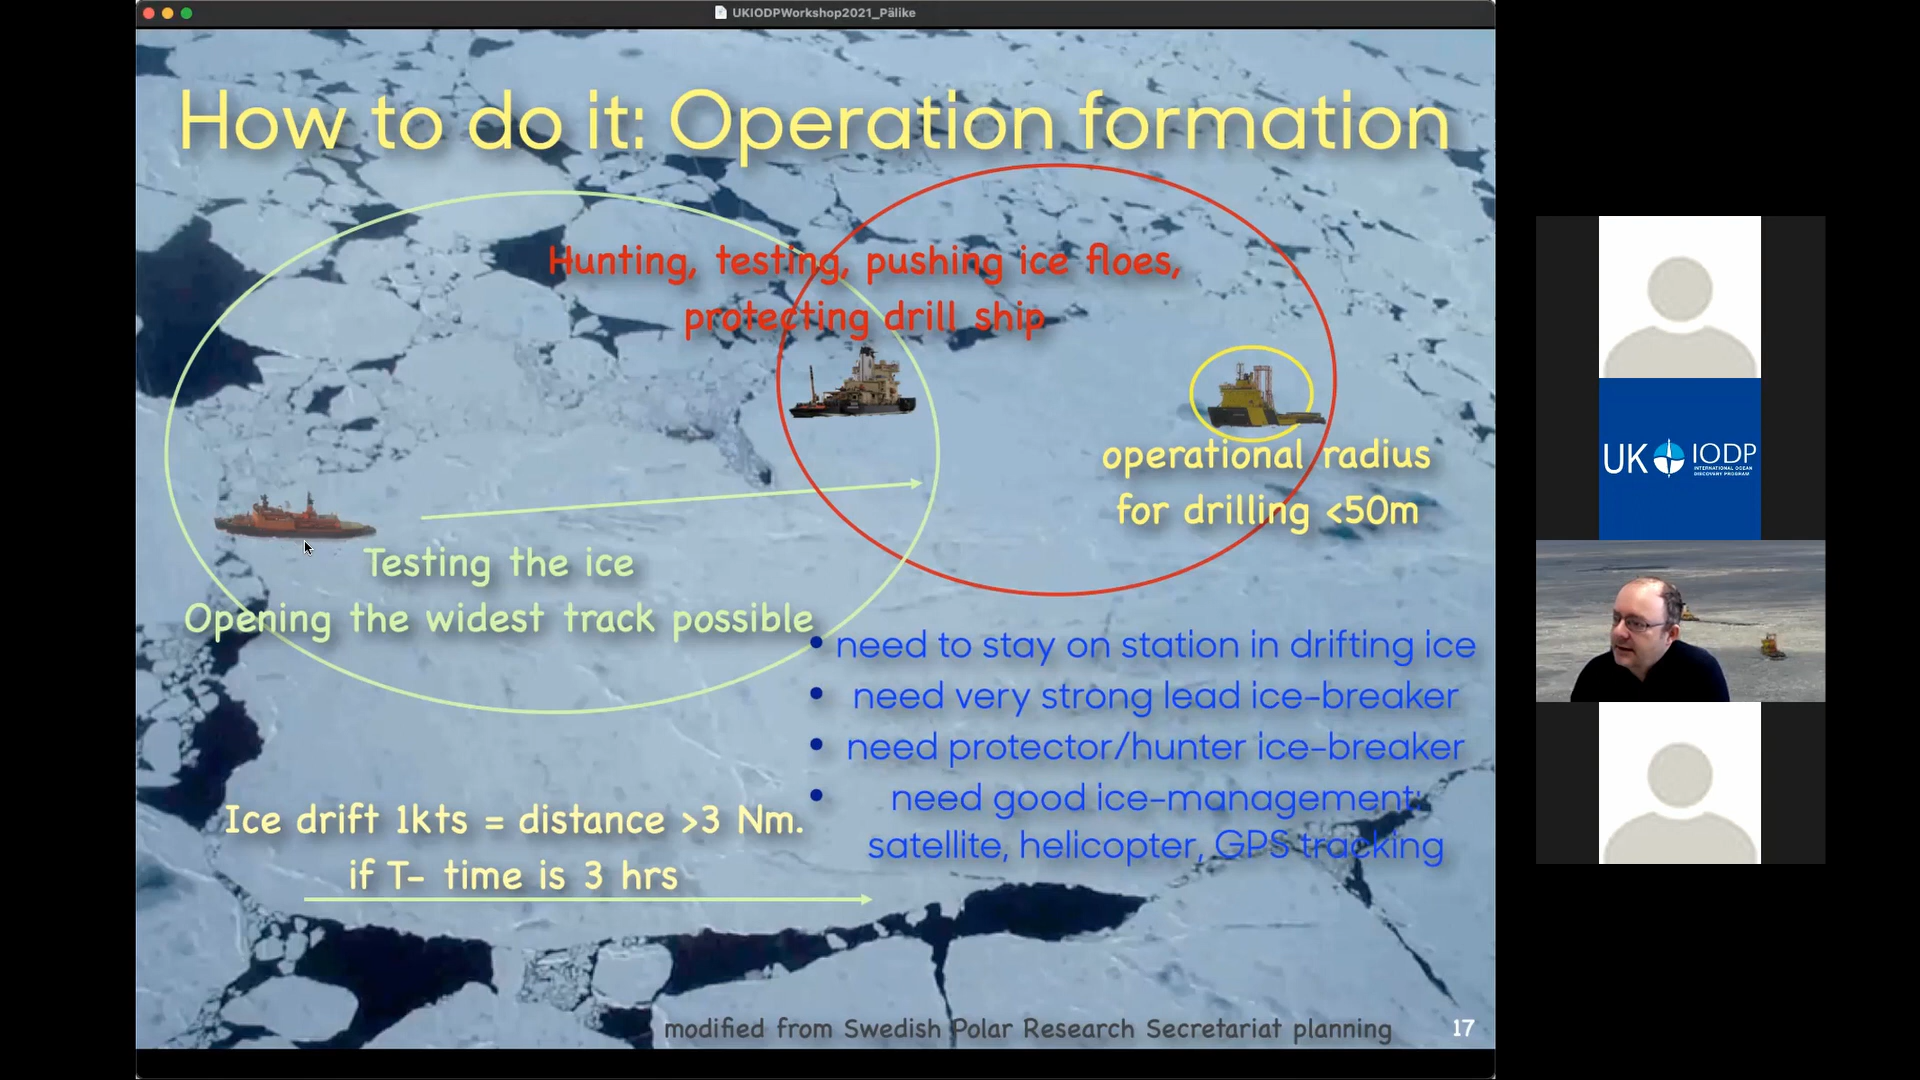 UKIODPWorkshop2021_Pälike
How to do it: Operation formation
Hunting, testing, pushing ice floes,
protecting drill ship
operational radius
for drilling <50m
Testing the ice
Opening the widest track possible
• need to stay on station in drifting ice
• need very strong lead ice-breaker
• need protector/hunter ice-breaker
• need good ice-management:
satellite, helicopter, GPS tracking
Ice drift 1kts = distance >3 Nm.
if T- time is 3 hrs
modified from Swedish Polar Research Secretariat planning
17
UK IODP
INTERNATIONAL OCEAN
DISCOVERY PROGRAM